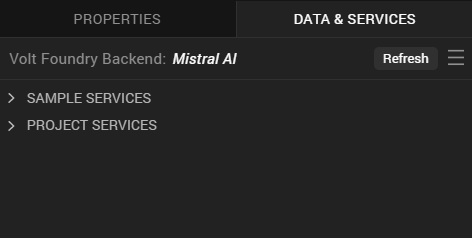 PROPERTIES
DATA & SERVICES
Volt Foundry Backend: Mistral AI
Refresh
SAMPLE SERVICES
PROJECT SERVICES